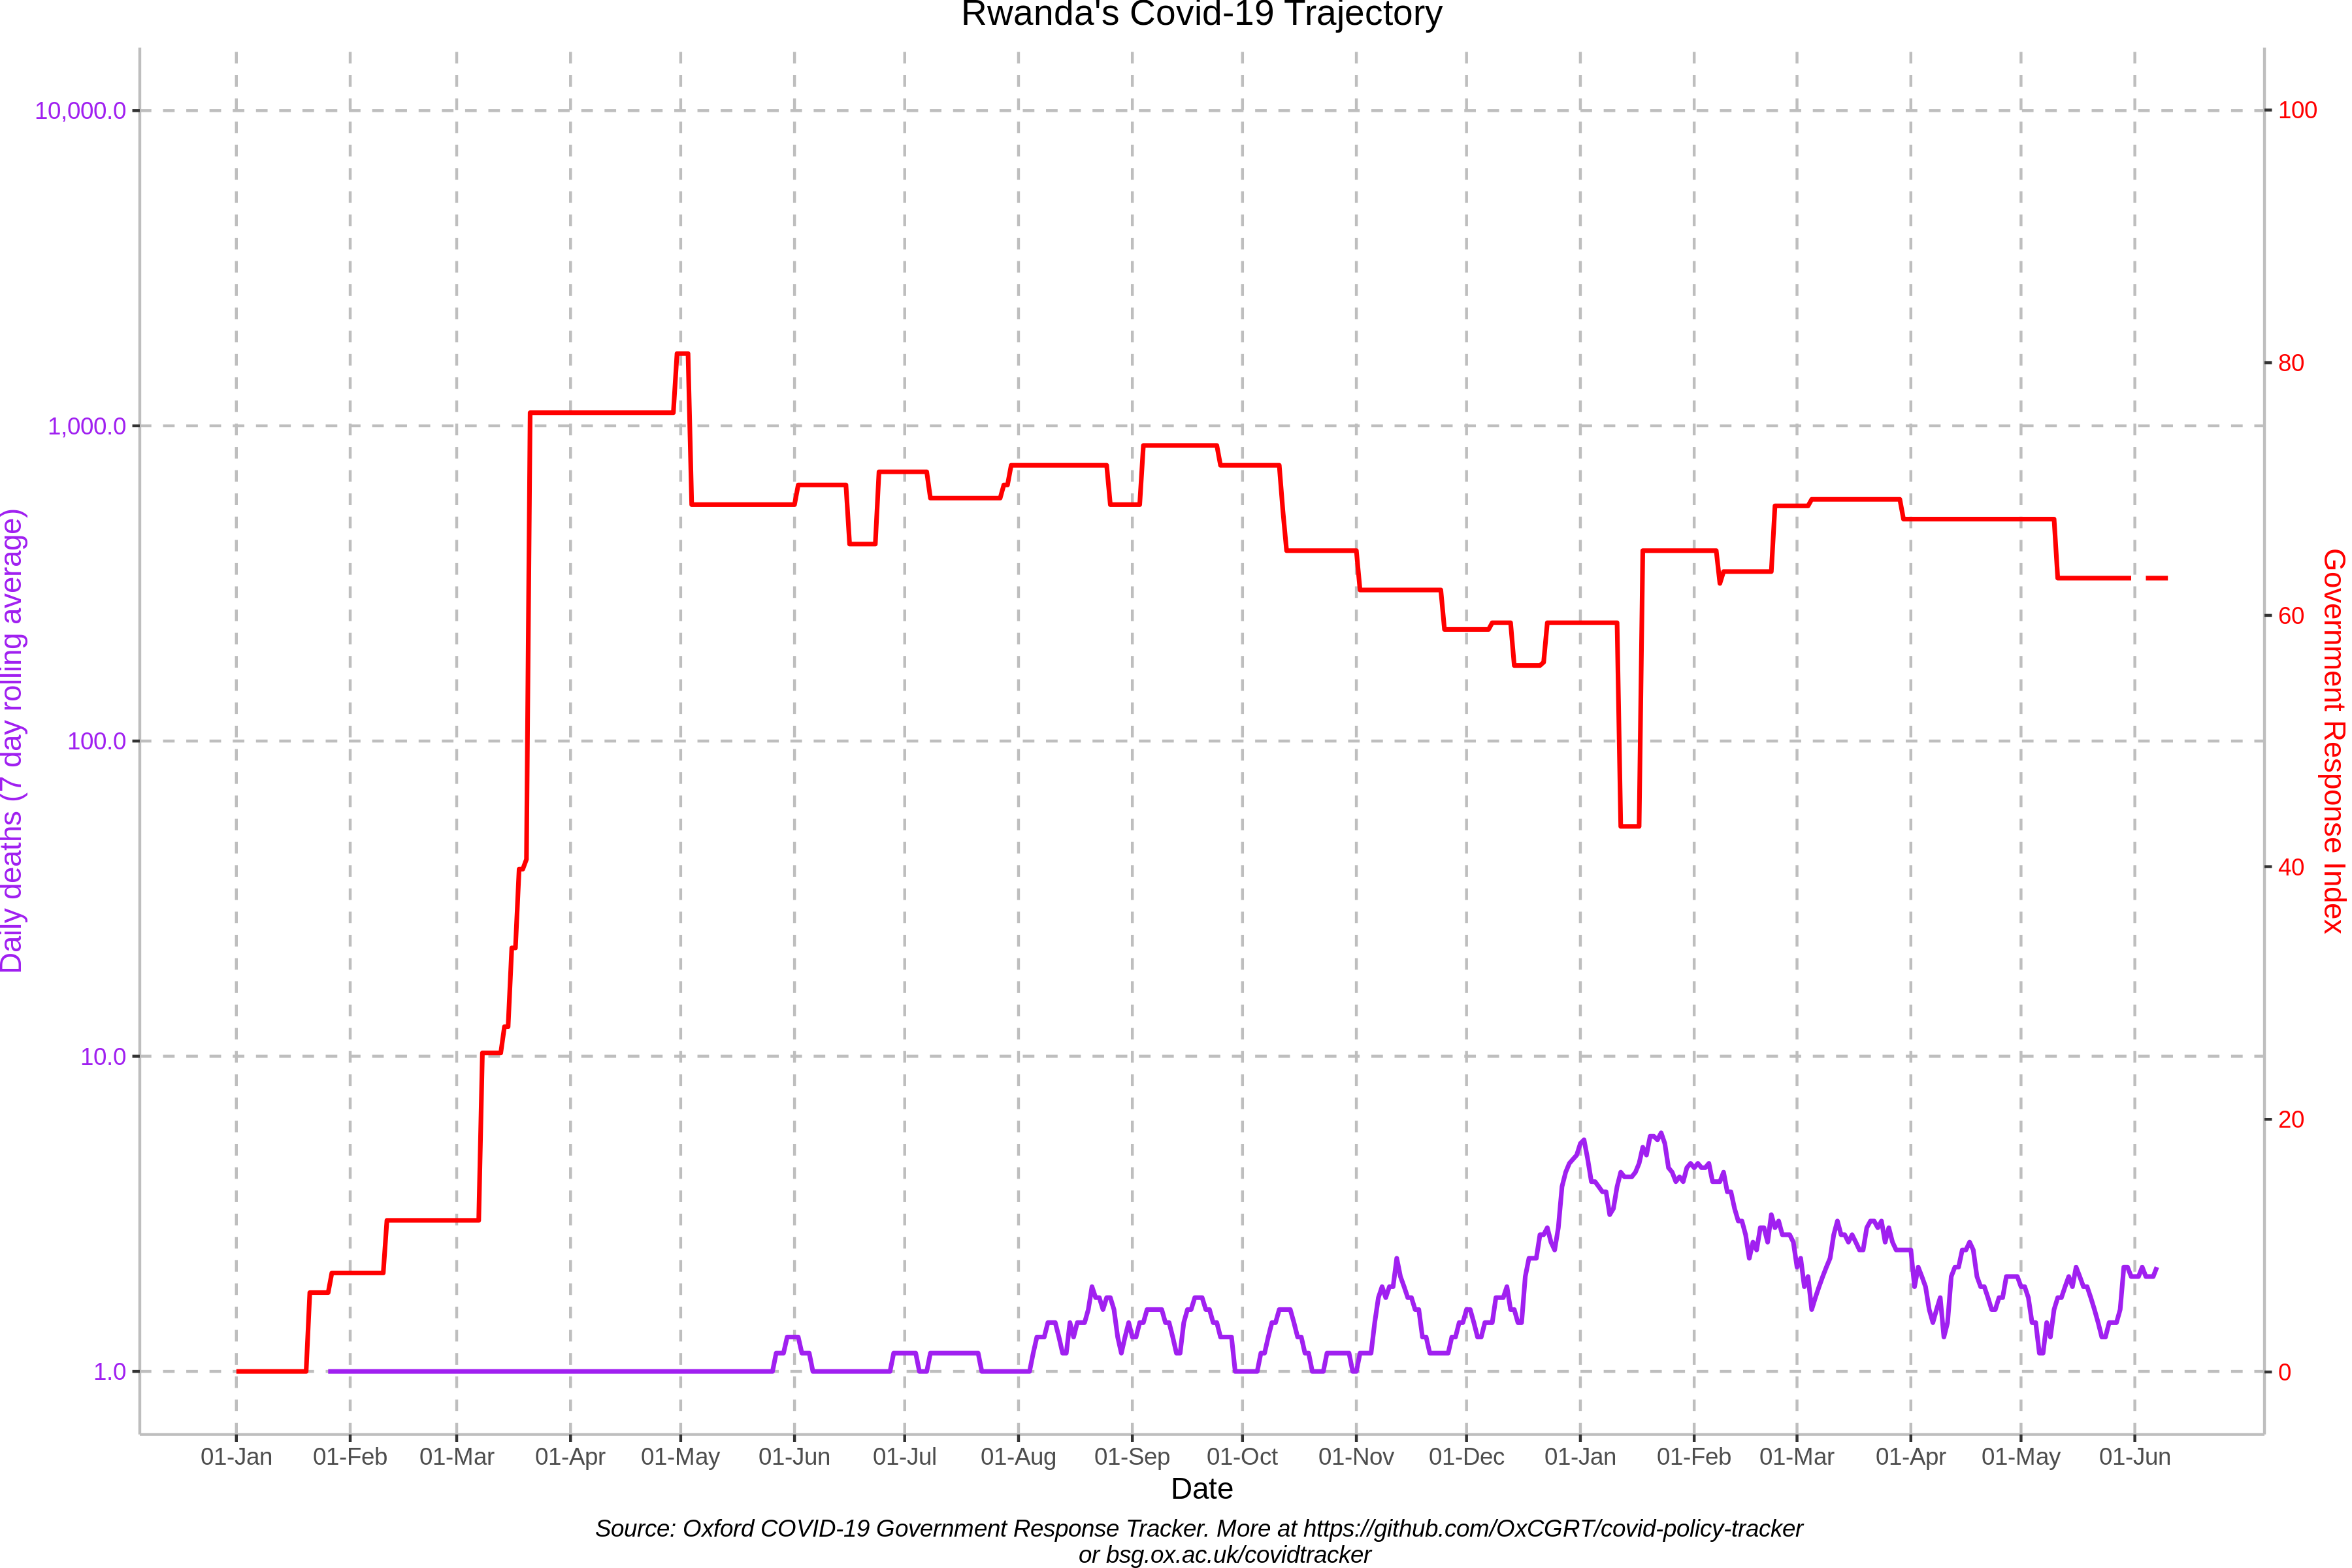 Rwanda's Covid-19 Trajectory
10,000.0
1,000.0
100.0
10.0
1.0
Daily deaths (7 day rolling average)
100
80
60
40
20
0
Government Response Index
01-Jan
01-Feb
01-Mar
01-Apr
01-May
01-Jun
01-Jul
01-Aug
01-Sep
01-Oct
01-Nov
01-Dec
01-Jan
01-Feb
01-Mar
01-Apr
01-May
01-Jun
Date
Source: Oxford COVID-19 Government Response Tracker. More at https://github.com/OxCGRT/covid-policy-tracker
or bsg.ox.ac.uk/covidtracker